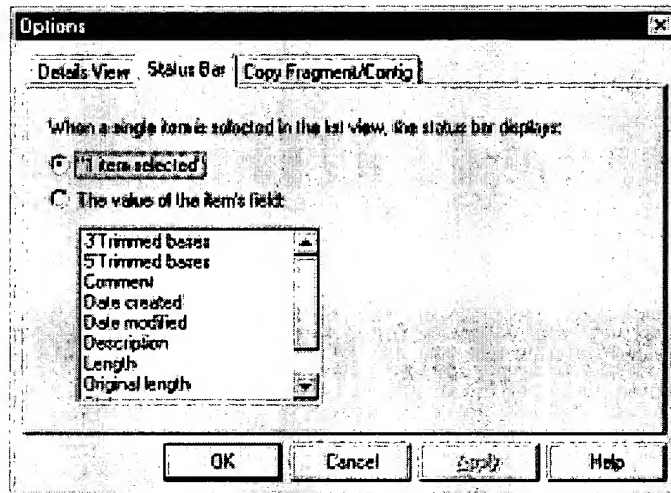 Options
Details View Status Bar Copy Fragment/Contig
When a single item is selected in the list view, the status bar displays:
"1 item selected"
The value of the item's field:
3'Trimmed bases
5'Trimmed bases
Comment
Date created
Date modified
Description
Length
Original length
OK Cancel Apply Help